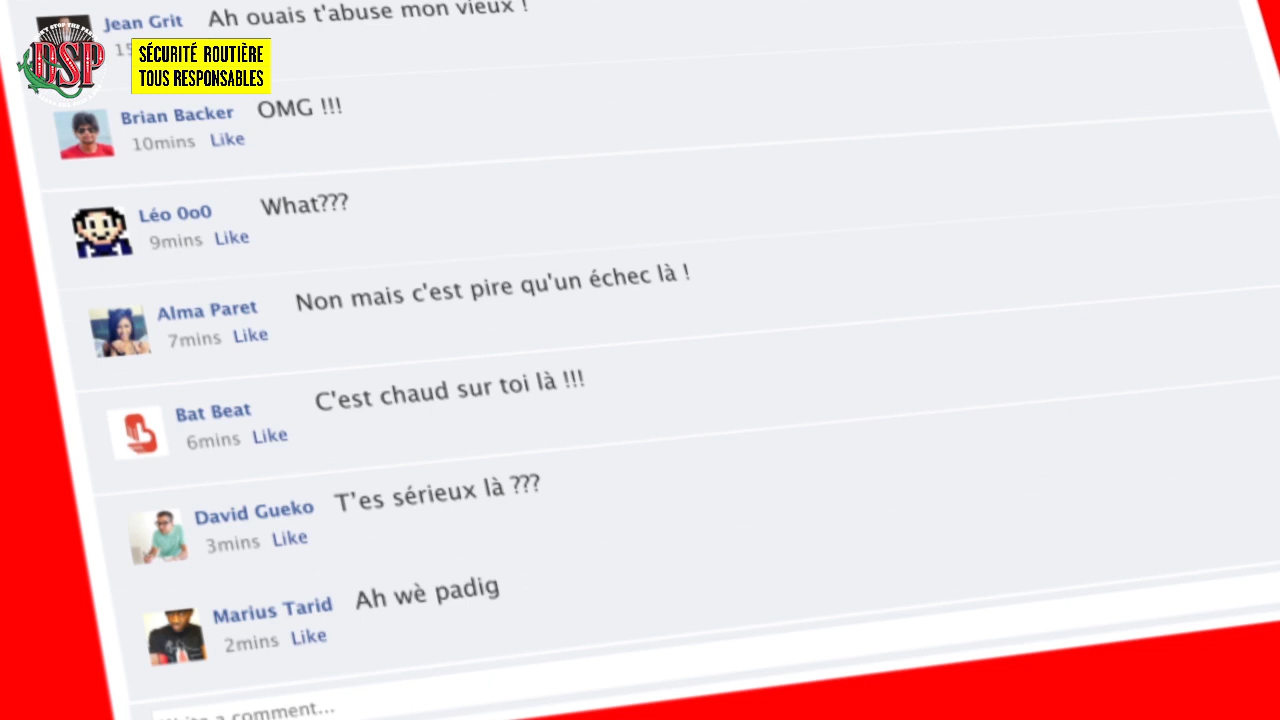 Jean Grit Ah ouais t'abuse mon vieux !
DSP
SÉCURITÉ ROUTIÈRE
TOUS RESPONSABLES
Brian Backer OMG !!!
10mins Like
Léo 0o0 What???
9mins Like
Alma Paret Non mais c'est pire qu'un échec là !
7mins Like
Bat Beat C'est chaud sur toi là !!!
6mins Like
David Gueko T'es sérieux là ???
3mins Like
Marius Tarid Ah wè padig
2mins Like
Write a comment...